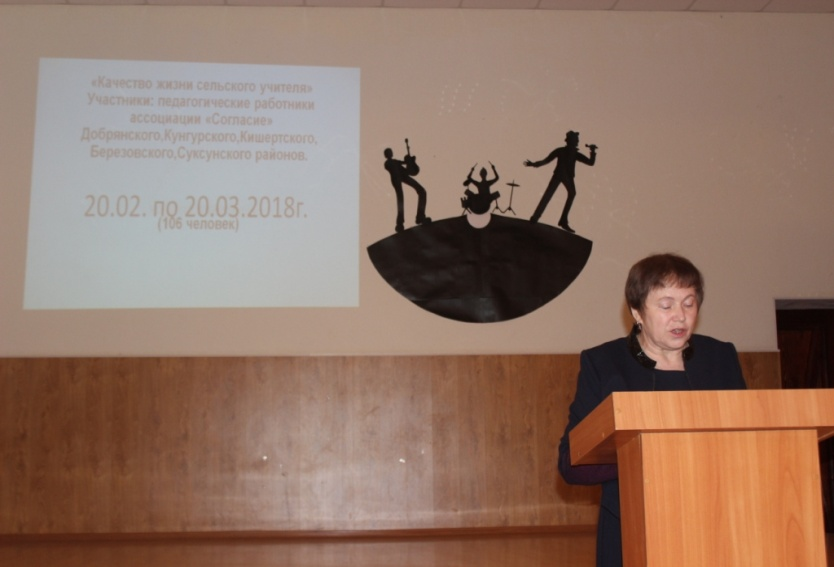 «Качество жизни сельского учителя»
Участники: педагогические работники
ассоциации «Согласие»
Добрянского,Кунгурского,Кишертского,
Березовского,Суксунского районов.
20.02. по 20.03.2018г.
(106 человек)